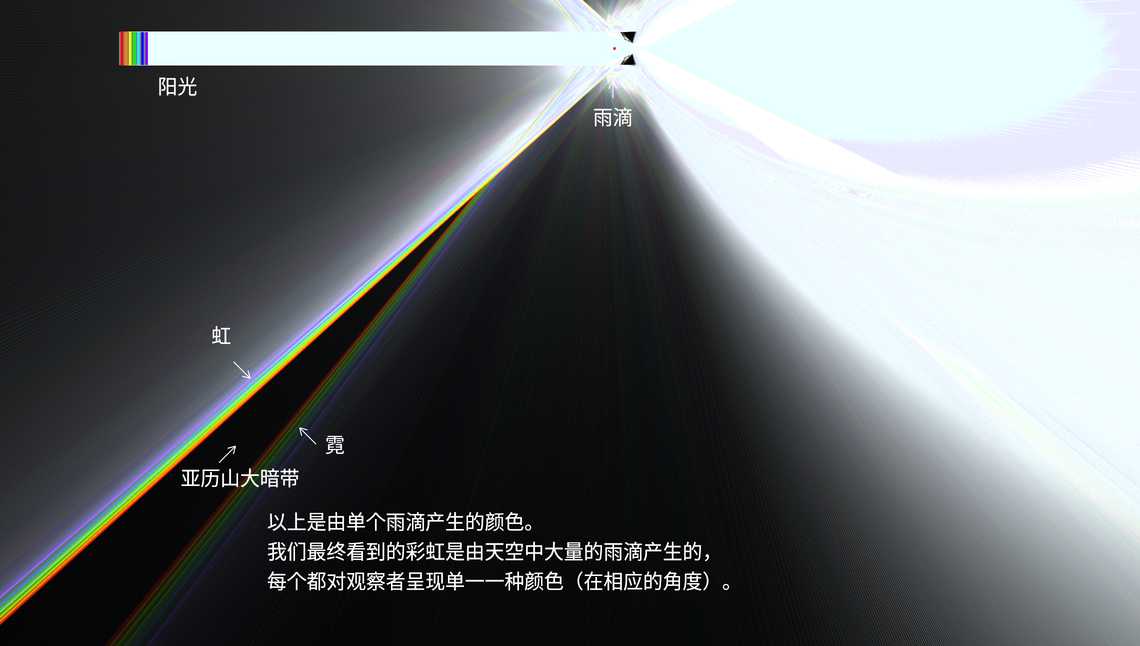 阳光
雨滴
虹
霓
亚历山大暗带
以上是由单个雨滴产生的颜色。
我们最终看到的彩虹是由天空中大量的雨滴产生的，
每个都对观察者呈现单一一种颜色（在相应的角度）。